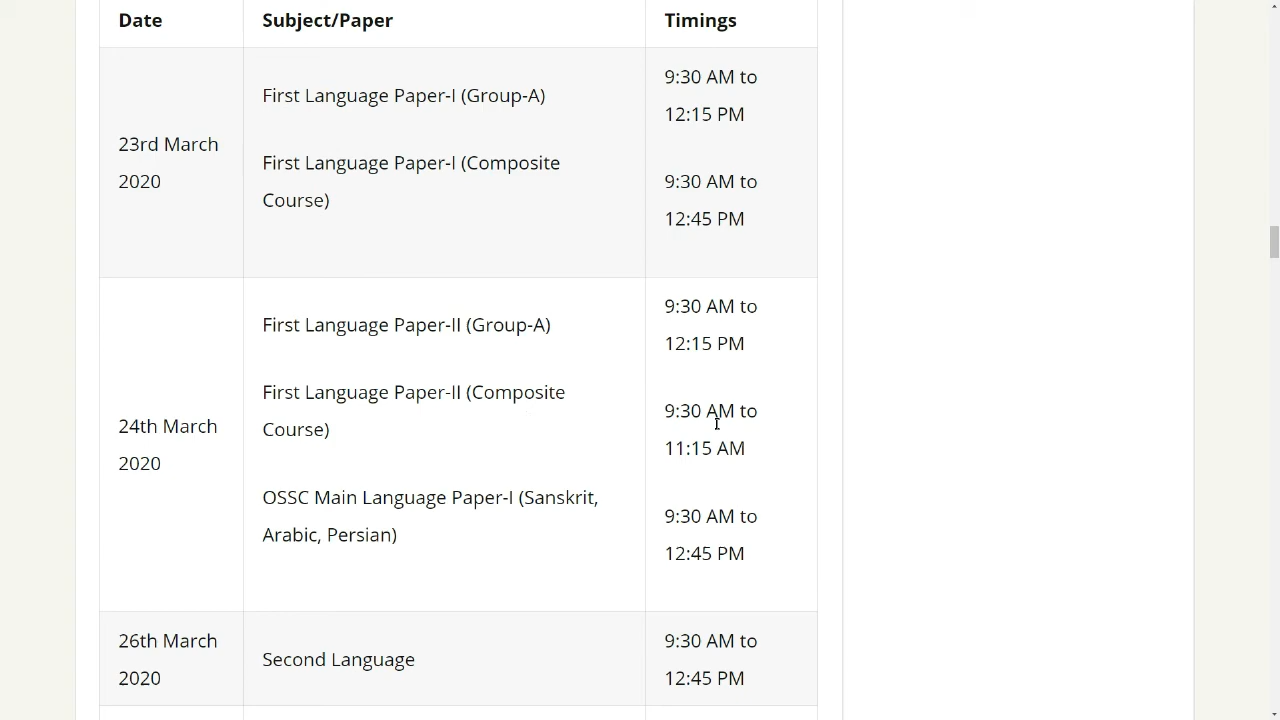 Date
Subject/Paper
Timings
23rd March
2020
First Language Paper-I (Group-A)
First Language Paper-I (Composite
Course)
9:30 AM to
12:15 PM
9:30 AM to
12:45 PM
24th March
2020
First Language Paper-II (Group-A)
First Language Paper-II (Composite
Course)
OSSC Main Language Paper-I (Sanskrit,
Arabic, Persian)
9:30 AM to
12:15 PM
9:30 AM to
11:15 AM
9:30 AM to
12:45 PM
26th March
2020
Second Language
9:30 AM to
12:45 PM